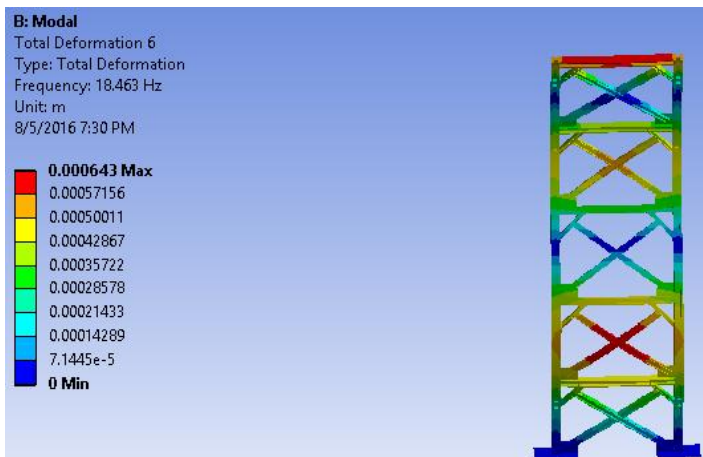 B: Modal
Total Deformation 6
Type: Total Deformation
Frequency: 18.463 Hz
Unit: m
8/5/2016 7:30 PM
0.000643 Max
0.00057156
0.00050011
0.00042867
0.00035722
0.00028578
0.00021433
0.00014289
7.1445e-5
0 Min